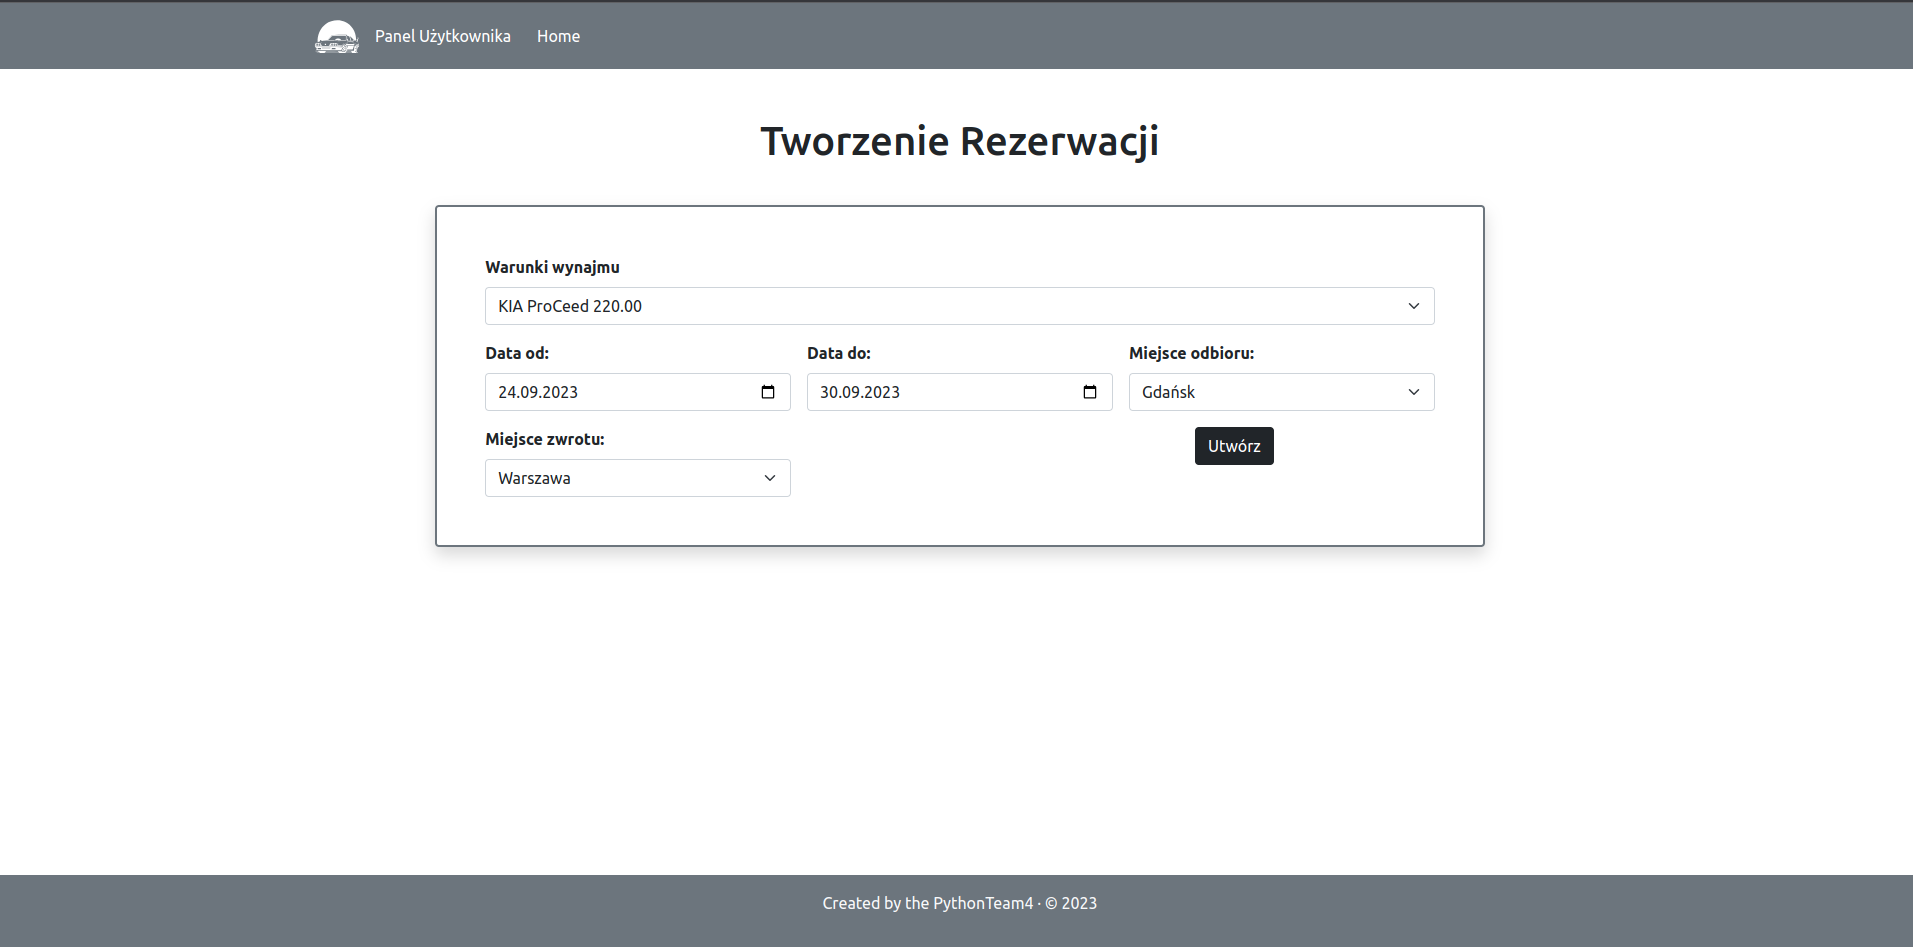 Panel Użytkownika Home
Tworzenie Rezerwacji
Warunki wynajmu
KIA ProCeed 220.00
Data od: Data do: Miejsce odbioru:
24.09.2023 30.09.2023 Gdańsk
Miejsce zwrotu:
Utwórz
Warszawa
Created by the PythonTeam4 · © 2023